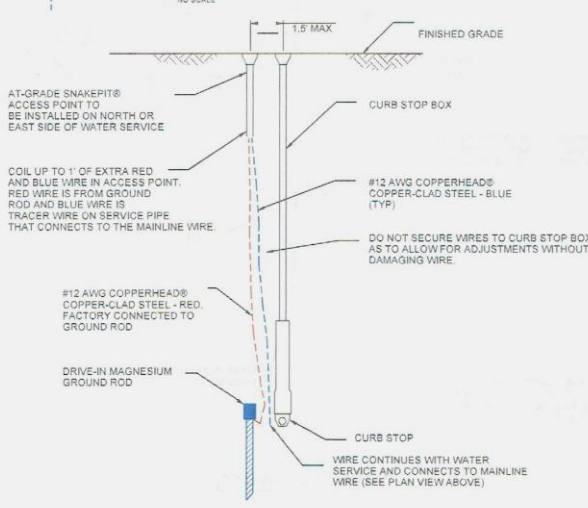 NO SCALE
1.5' MAX
FINISHED GRADE
AT-GRADE SNAKEPIT®
ACCESS POINT TO
BE INSTALLED ON NORTH OR
EAST SIDE OF WATER SERVICE
CURB STOP BOX
COIL UP TO 1' OF EXTRA RED
AND BLUE WIRE IN ACCESS POINT.
RED WIRE IS FROM GROUND
ROD AND BLUE WIRE IS
TRACER WIRE ON SERVICE PIPE
THAT CONNECTS TO THE MAINLINE WIRE.
#12 AWG COPPERHEAD®
COPPER-CLAD STEEL - BLUE
(TYP)
DO NOT SECURE WIRES TO CURB STOP BOX
AS TO ALLOW FOR ADJUSTMENTS WITHOUT
DAMAGING WIRE.
#12 AWG COPPERHEAD®
COPPER-CLAD STEEL - RED.
FACTORY CONNECTED TO
GROUND ROD
DRIVE-IN MAGNESIUM
GROUND ROD
CURB STOP
WIRE CONTINUES WITH WATER
SERVICE AND CONNECTS TO MAINLINE
WIRE (SEE PLAN VIEW ABOVE)